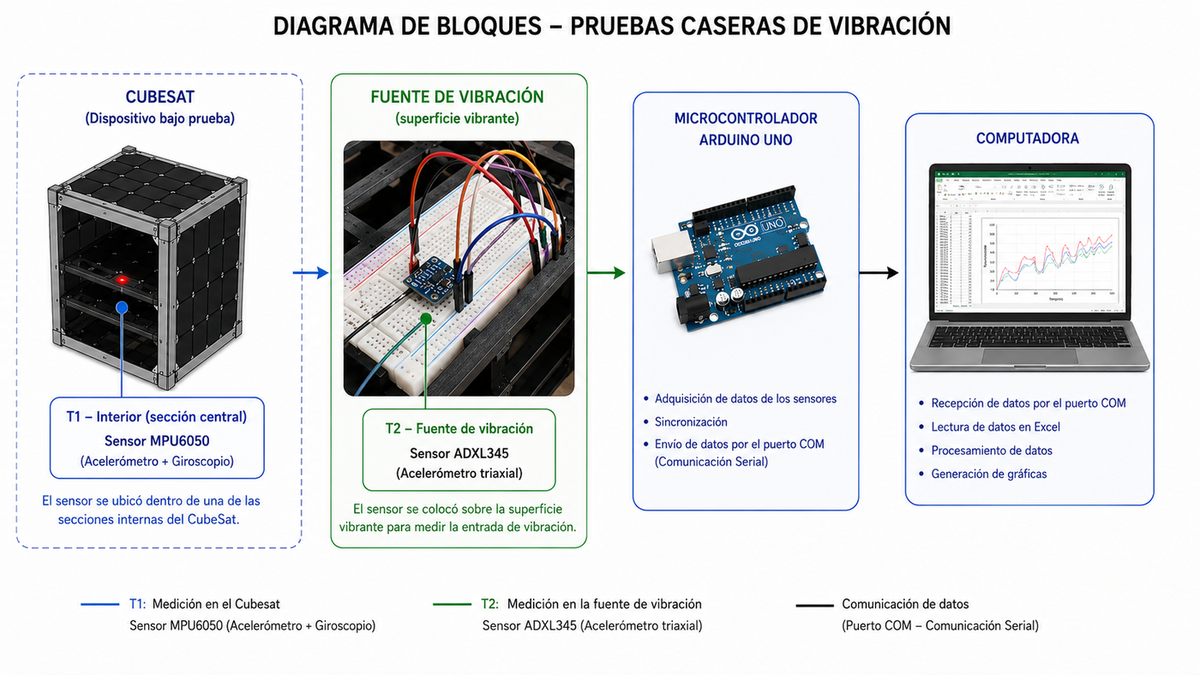 DIAGRAMA DE BLOQUES – PRUEBAS CASERAS DE VIBRACIÓN
CUBESAT
(Dispositivo bajo prueba)
T1 – Interior (sección central)
Sensor MPU6050
(Acelerómetro + Giroscopio)
El sensor se ubicó dentro de una de las
secciones internas del CubeSat.
FUENTE DE VIBRACIÓN
(superficie vibrante)
T2 – Fuente de vibración
Sensor ADXL345
(Acelerómetro triaxial)
El sensor se colocó sobre la superficie
vibrante para medir la entrada de vibración.
MICROCONTROLADOR
ARDUINO UNO
UNO
• Adquisición de datos de los sensores
• Sincronización
• Envío de datos por el puerto COM
(Comunicación Serial)
COMPUTADORA
• Recepción de datos por el puerto COM
• Lectura de datos en Excel
• Procesamiento de datos
• Generación de gráficas
T1: Medición en el Cubesat
Sensor MPU6050 (Acelerómetro + Giroscopio)
T2: Medición en la fuente de vibración
Sensor ADXL345 (Acelerómetro triaxial)
Comunicación de datos
(Puerto COM – Comunicación Serial)